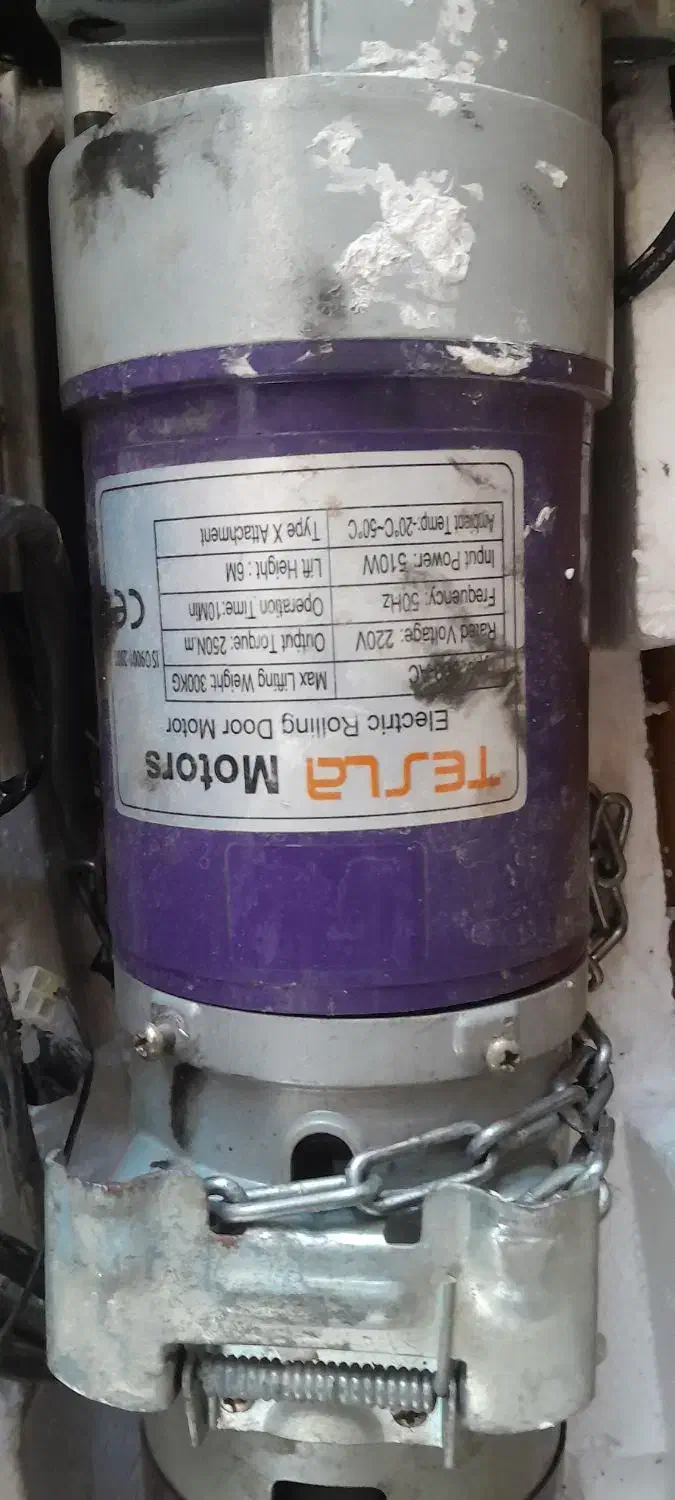 TESLA Motors
Electric Rolling Door Motor
Max Lifting Weight: 300KG
Rated Voltage: 220V Output Torque: 250N.m
Frequency: 50Hz Operation Time:10Min
Input Power: 510W Lift Height : 6M
Ambient Temp:-20°C~50°C Type X Attachment
CE